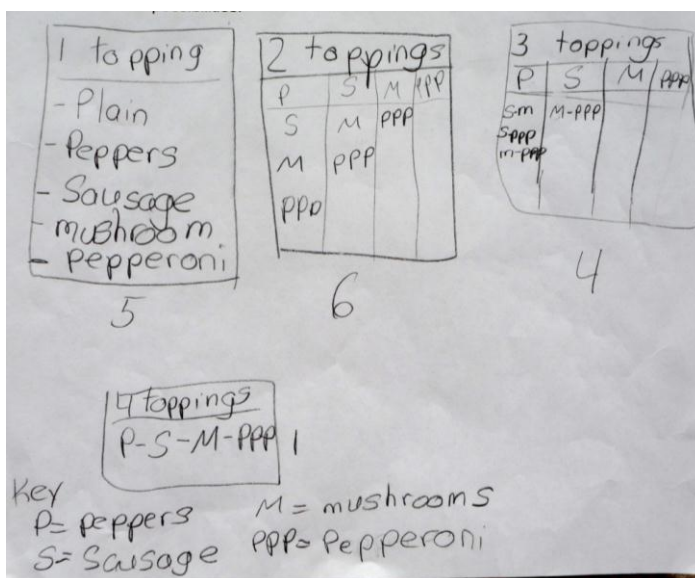 1 topping
- Plain
- Peppers
- Sausage
- mushroom
- pepperoni
5
2 toppings
P S M PPP
S M PPP
M PPP
PPP
6
3 toppings
P S M PPP
S-m M-PPP
S-PPP
m-PPP
4
4 toppings
P-S-M-PPP 1
Key
P= peppers
S= Sausage
M= mushrooms
PPP= Pepperoni